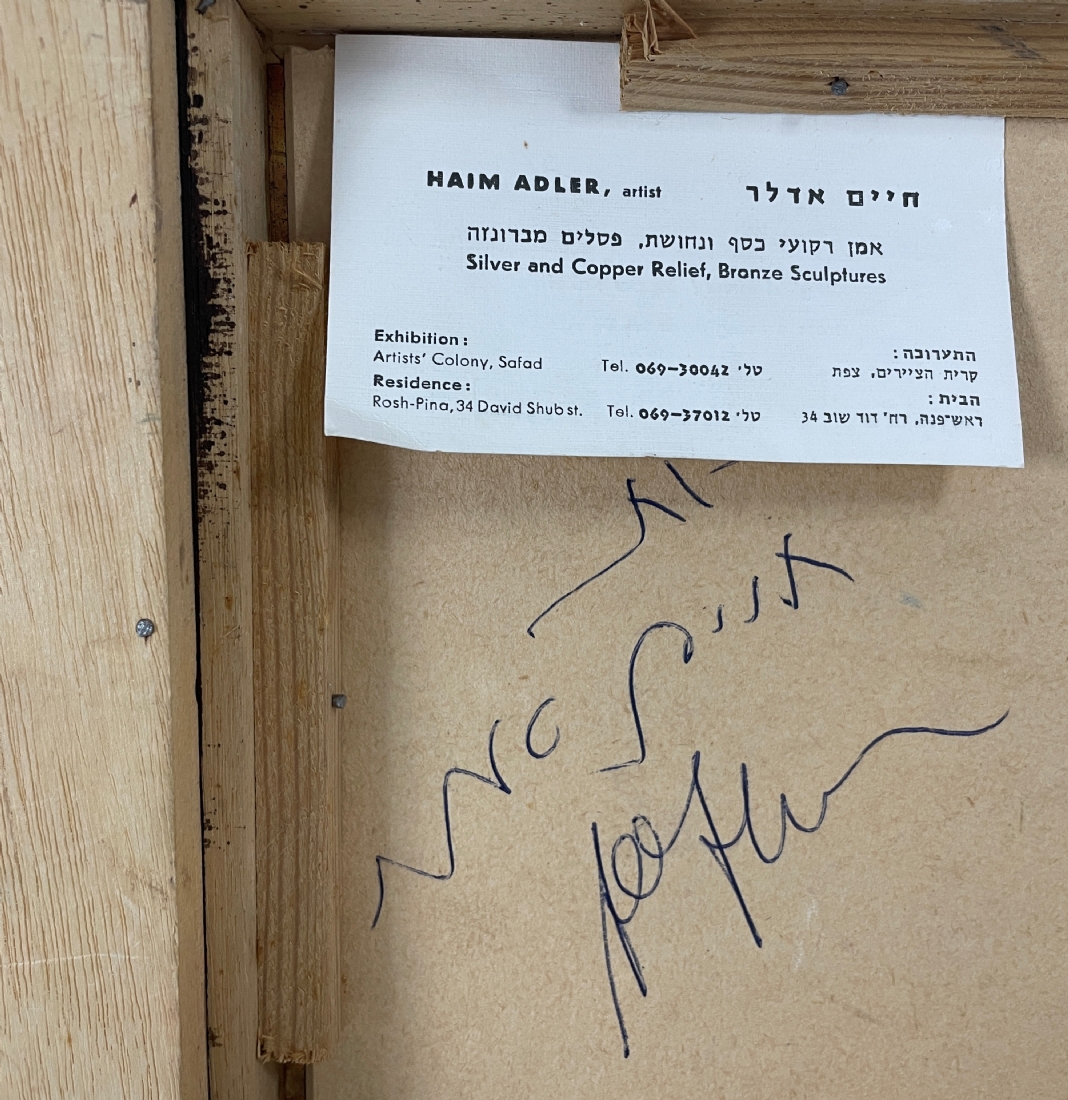 HAIM ADLER, artist חיים אדלר
אמן רקועי כסף ונחושת, פסלים מברונזה
Silver and Copper Relief, Bronze Sculptures
Exhibition: התערוכה:
Artists' Colony, Safad Tel. 069-30042 טל' קרית הציירים, צפת
Residence: הבית:
Rosh-Pina, 34 David Shub st. Tel. 069-37012 טל' ראש-פנה, רח' דוד שוב 34